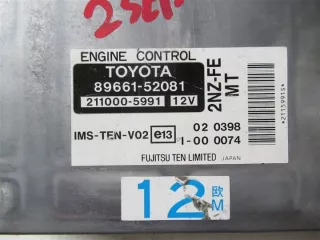 ENGINE CONTROL
TOYOTA
89661-52081
211000-5991 12V
2NZ-FE
MT
IMS-TEN-V02 e13
02 0398
I-00 0074
FUJITSU TEN LIMITED JAPAN
12 欧
M